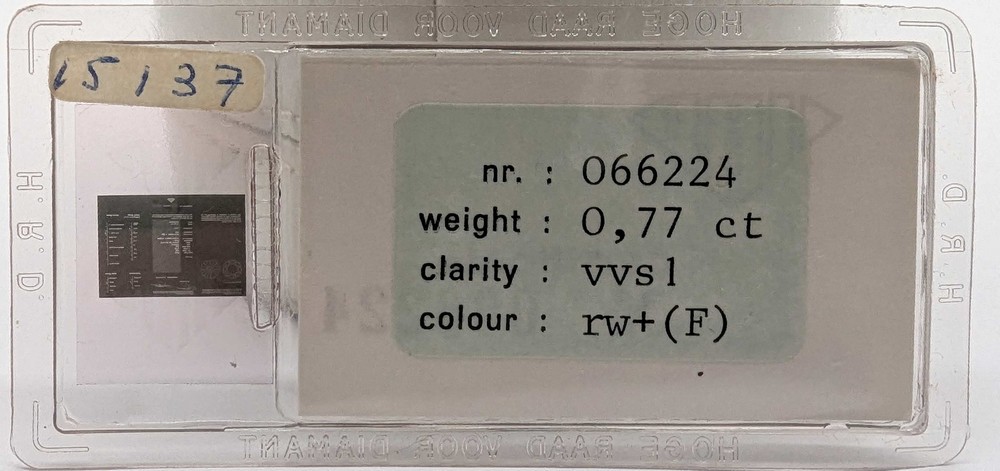 HOGE RAAD VOOR DIAMANT
15137
nr. : 066224
weight : 0,77 ct
clarity : vvs1
colour : rw+(F)
H.R.D.
H.R.D.
HOGE RAAD VOOR DIAMANT